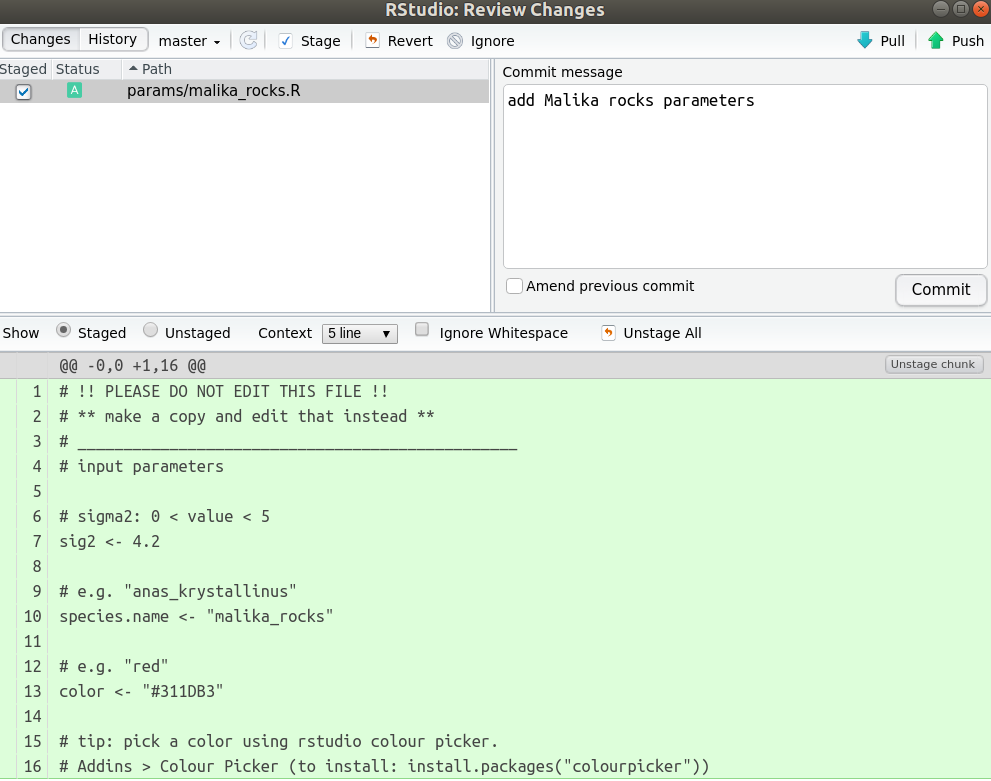 RStudio: Review Changes
Changes History master Stage Revert Ignore Pull Push
Staged Status Path
A params/malika_rocks.R
Commit message
add Malika rocks parameters
Amend previous commit
Commit
Show Staged Unstaged Context 5 line Ignore Whitespace Unstage All
@@ -0,0 +1,16 @@ Unstage chunk
1 # !! PLEASE DO NOT EDIT THIS FILE !!
2 # ** make a copy and edit that instead **
3 # ________________________________________________
4 # input parameters
5
6 # sigma2: 0 < value < 5
7 sig2 <- 4.2
8
9 # e.g. "anas_krystallinus"
10 species.name <- "malika_rocks"
11
12 # e.g. "red"
13 color <- "#311DB3"
14
15 # tip: pick a color using rstudio colour picker.
16 # Addins > Colour Picker (to install: install.packages("colourpicker"))